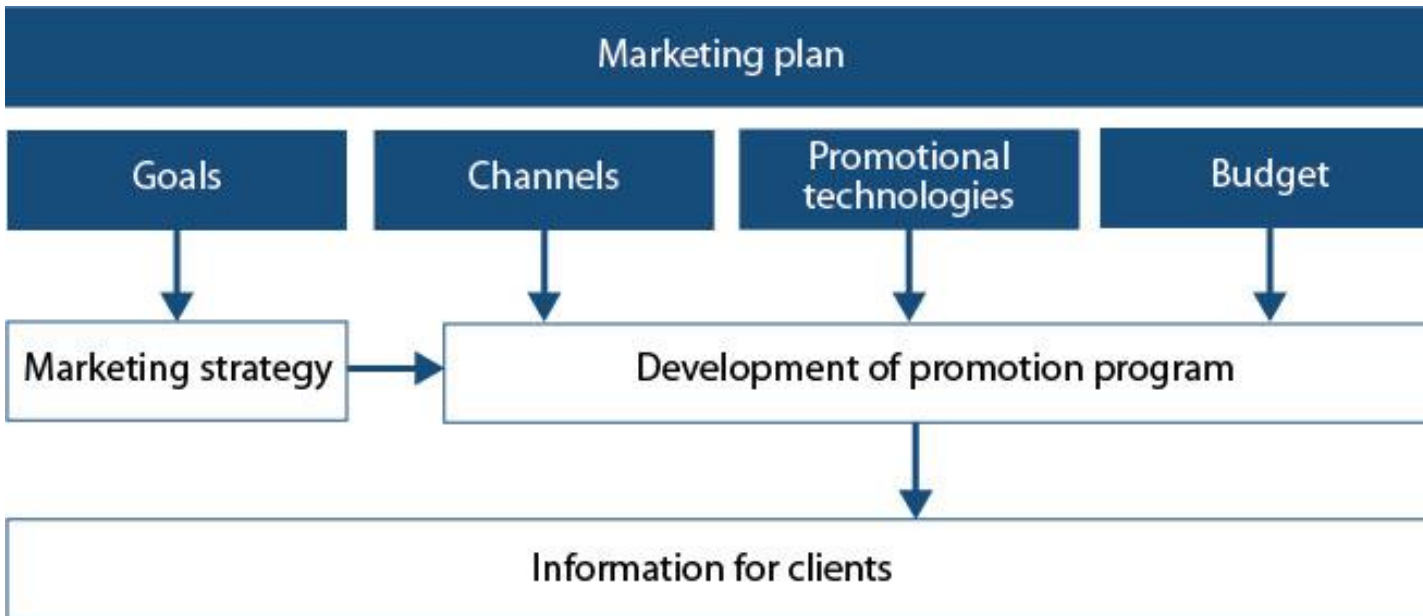 Marketing plan
Goals
Channels
Promotional
technologies
Budget
Marketing strategy
Development of promotion program
Information for clients